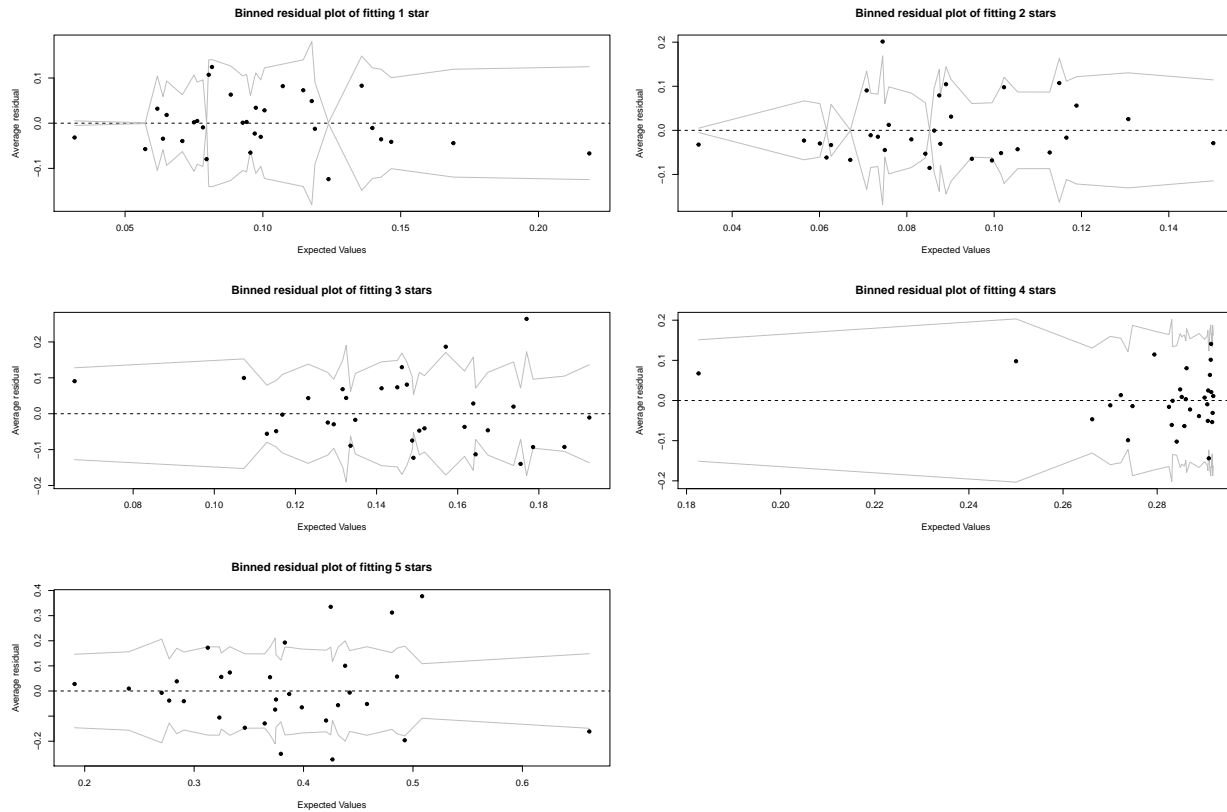 Binned residual plot of fitting 1 star
Average residual
0.1
0.0
−0.1
0.05 0.10 0.15 0.20
Expected Values
Binned residual plot of fitting 2 stars
Average residual
0.2
0.1
0.0
−0.1
0.04 0.06 0.08 0.10 0.12 0.14
Expected Values
Binned residual plot of fitting 3 stars
Average residual
0.2
0.1
0.0
−0.1
−0.2
0.08 0.10 0.12 0.14 0.16 0.18
Expected Values
Binned residual plot of fitting 4 stars
Average residual
0.2
0.1
0.0
−0.1
−0.2
0.18 0.20 0.22 0.24 0.26 0.28
Expected Values
Binned residual plot of fitting 5 stars
Average residual
0.4
0.3
0.2
0.1
0.0
−0.2
0.2 0.3 0.4 0.5 0.6
Expected Values